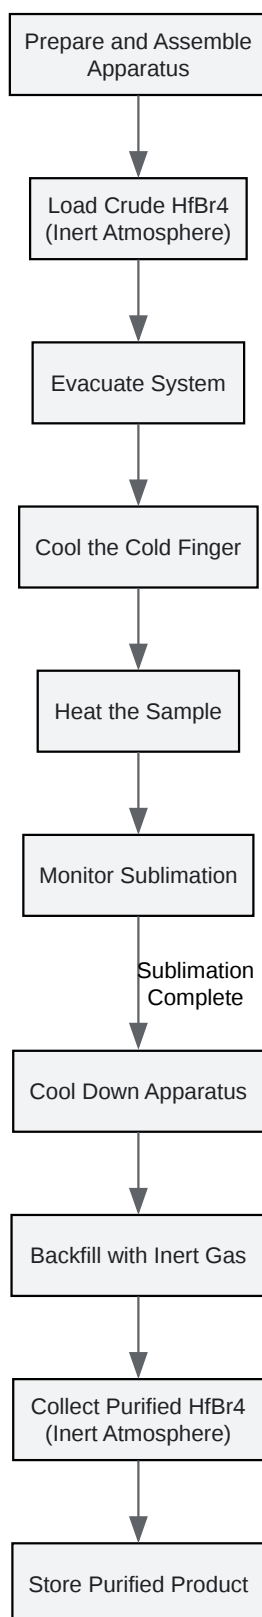 Prepare and Assemble
Apparatus
Load Crude HfBr4
(Inert Atmosphere)
Evacuate System
Cool the Cold Finger
Heat the Sample
Monitor Sublimation
Sublimation
Complete
Cool Down Apparatus
Backfill with Inert Gas
Collect Purified HfBr4
(Inert Atmosphere)
Store Purified Product